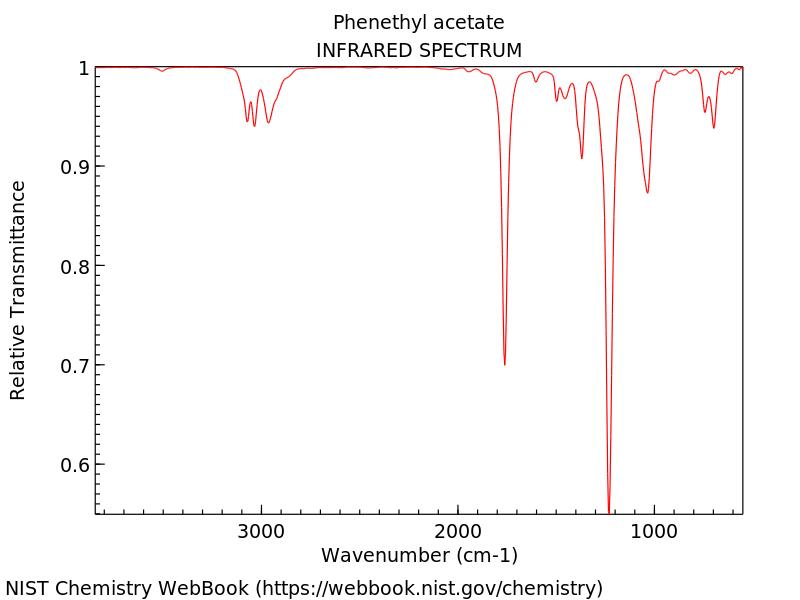 Phenethyl acetate
INFRARED SPECTRUM
1
0.9
0.8
0.7
0.6
Relative Transmittance
3000 2000 1000
Wavenumber (cm-1)
NIST Chemistry WebBook (https://webbook.nist.gov/chemistry)